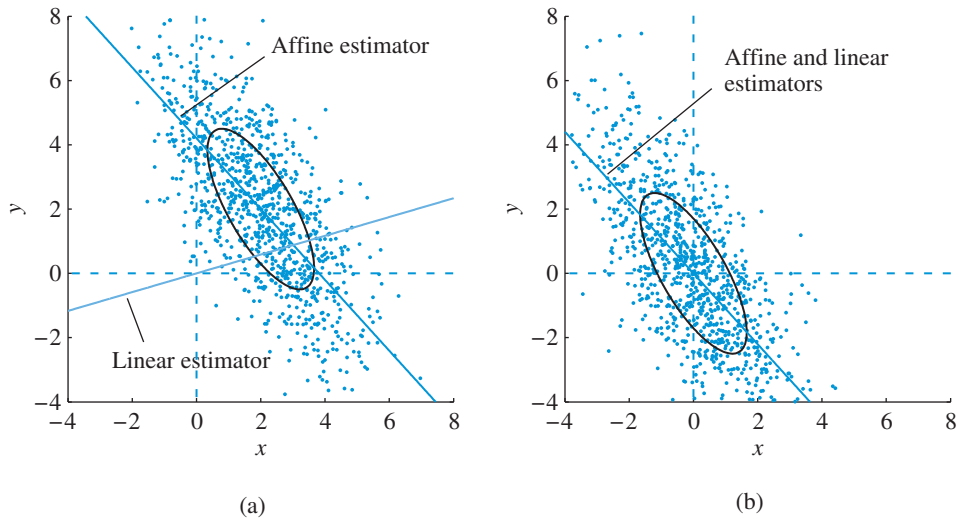 8
6
4
2
0
−2
−4
y
−4 −2 0 2 4 6 8
x
Affine estimator
Linear estimator
(a)
8
6
4
2
0
−2
−4
y
−4 −2 0 2 4 6 8
x
Affine and linear
estimators
(b)